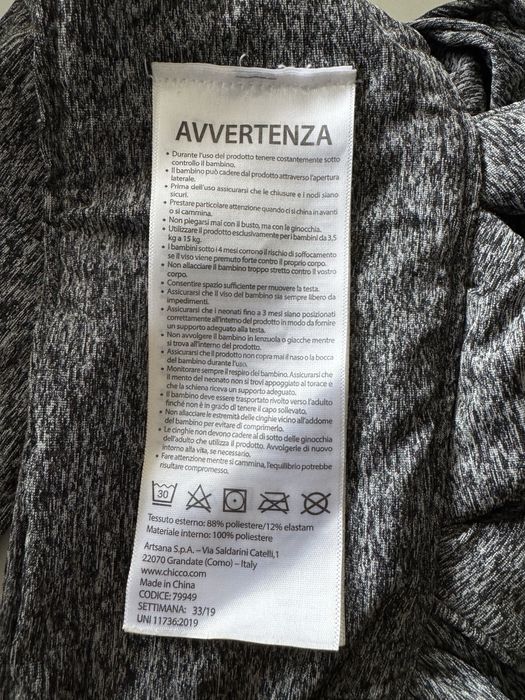 AVVERTENZA
• Durante l'uso del prodotto tenere costantemente sotto
controllo il bambino.
• Il bambino può cadere dal prodotto attraverso l'apertura
laterale.
• Prima dell'uso assicurarsi che le chiusure e i nodi siano
sicuri.
• Prestare particolare attenzione quando ci si china in avanti
o si cammina.
• Non piegarsi mai con il busto, ma con le ginocchia.
• Utilizzare il prodotto esclusivamente per bambini da 3,5
kg a 15 kg.
• I bambini sotto i 4 mesi corrono il rischio di soffocamento
se il viso viene premuto forte contro il proprio corpo.
• Non allacciare il bambino troppo stretto contro il vostro
corpo.
• Consentire spazio sufficiente per muovere la testa.
• Assicurarsi che il viso del bambino sia sempre libero da
impedimenti.
• Assicurarsi che I neonati fino a 3 mesi siano posizionati
correttamente all'interno del prodotto in modo da fornire
un supporto adeguato alla testa.
• Non avvolgere il bambino in lenzuola o giacche mentre
si trova all'interno del prodotto.
• Assicurarsi che il prodotto non copra mai il naso o la bocca
del bambino durante l'uso.
• Monitorare sempre il respiro del bambino. Assicurarsi che
il mento del neonato non si trovi appoggiato al torace e
che la schiena riceva un supporto adeguato.
• Il bambino deve essere trasportato rivolto verso l'adulto
finché non è in grado di tenere il capo sollevato.
• Non allacciare le estremità delle cinghie vicino all'addome
del bambino per evitare di comprimerlo.
• Le cinghie non devono cadere al di sotto delle ginocchia
dell'adulto che utilizza il prodotto. Avvolgerle di nuovo
intorno alla vita, se necessario.
• Fare attenzione mentre si cammina, l'equilibrio potrebbe
risultare compromesso.
30
Tessuto esterno: 88% poliestere/12% elastam
Materiale interno: 100% poliestere
Artsana S.p.A. – Via Saldarini Catelli,1
22070 Grandate (Como) – Italy
www.chicco.com
Made in China
CODICE: 79949
SETTIMANA: 33/19
UNI 11736:2019